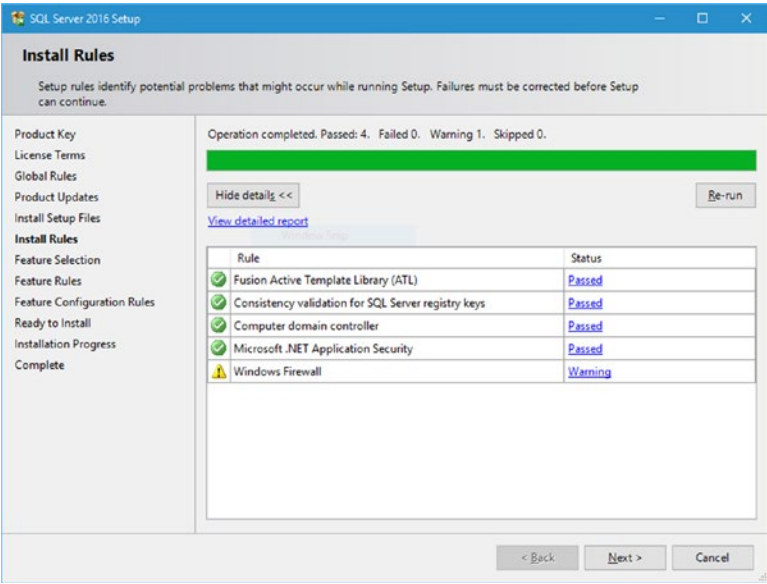 SQL Server 2016 Setup
Install Rules
Setup rules identify potential problems that might occur while running Setup. Failures must be corrected before Setup
can continue.
Product Key
License Terms
Global Rules
Product Updates
Install Setup Files
Install Rules
Feature Selection
Feature Rules
Feature Configuration Rules
Ready to Install
Installation Progress
Complete
Operation completed. Passed: 4. Failed 0. Warning 1. Skipped 0.
Hide details <<
Re-run
View detailed report
Rule Status
Fusion Active Template Library (ATL) Passed
Consistency validation for SQL Server registry keys Passed
Computer domain controller Passed
Microsoft .NET Application Security Passed
Windows Firewall Warning
< Back Next > Cancel